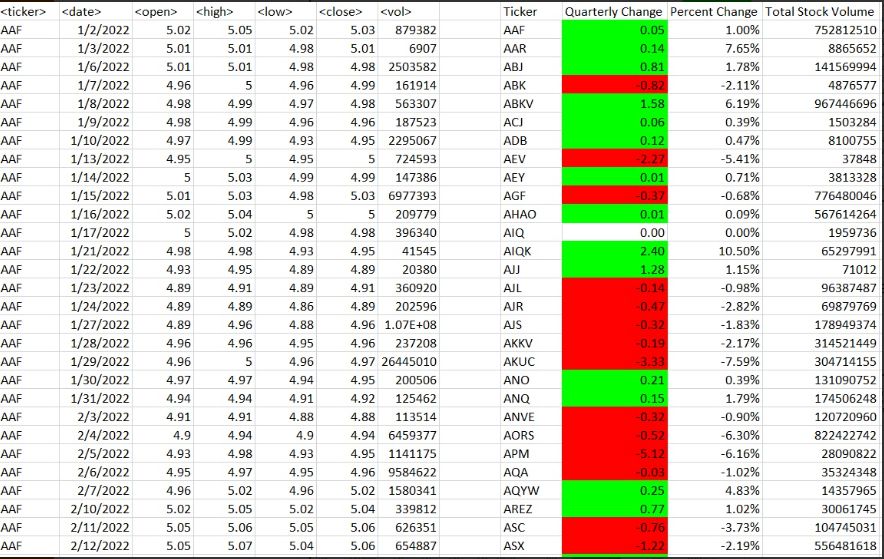 <ticker> <date> <open> <high> <low> <close> <vol> Ticker Quarterly Change Percent Change Total Stock Volume
AAF 1/2/2022 5.02 5.05 5.02 5.03 879382 AAF 0.05 1.00% 752812510
AAF 1/3/2022 5.01 5.01 4.98 5.01 6907 AAR 0.14 7.65% 8865652
AAF 1/6/2022 5.01 5.01 4.98 4.98 2503582 ABJ 0.81 1.78% 141569994
AAF 1/7/2022 4.96 5 4.96 4.99 161914 ABK -0.82 -2.11% 4876577
AAF 1/8/2022 4.98 4.99 4.97 4.98 563307 ABKV 1.58 6.19% 967446696
AAF 1/9/2022 4.98 4.99 4.96 4.96 187523 ACJ 0.06 0.39% 1503284
AAF 1/10/2022 4.97 4.99 4.93 4.95 2295067 ADB 0.12 0.47% 8100755
AAF 1/13/2022 4.95 5 4.95 5 724593 AEV -2.27 -5.41% 37848
AAF 1/14/2022 5 5.03 4.99 4.99 147386 AEY 0.01 0.71% 3813328
AAF 1/15/2022 5.01 5.03 4.98 5.03 6977393 AGF -0.37 -0.68% 776480046
AAF 1/16/2022 5.02 5.04 5 5 209779 AHAO 0.01 0.09% 567614264
AAF 1/17/2022 5 5.02 4.98 4.98 396340 AIQ 0.00 0.00% 1959736
AAF 1/21/2022 4.98 4.98 4.93 4.95 41545 AIQK 2.40 10.50% 65297991
AAF 1/22/2022 4.93 4.95 4.89 4.89 20380 AJJ 1.28 1.15% 71012
AAF 1/23/2022 4.89 4.91 4.89 4.91 360920 AJL -0.14 -0.98% 96387487
AAF 1/24/2022 4.89 4.89 4.86 4.89 202596 AJR -0.47 -2.82% 69879769
AAF 1/27/2022 4.89 4.96 4.88 4.96 1.07E+08 AJS -0.32 -1.83% 178949374
AAF 1/28/2022 4.96 4.96 4.95 4.96 237208 AKKV -0.19 -2.17% 314521449
AAF 1/29/2022 4.96 5 4.96 4.97 26445010 AKUC -3.33 -7.59% 304714155
AAF 1/30/2022 4.97 4.97 4.94 4.95 200506 ANO 0.21 0.39% 131090752
AAF 1/31/2022 4.94 4.94 4.91 4.92 125462 ANQ 0.15 1.79% 174506248
AAF 2/3/2022 4.91 4.91 4.88 4.88 113514 ANVE -0.32 -0.90% 120720960
AAF 2/4/2022 4.9 4.94 4.9 4.94 6459377 AORS -0.52 -6.30% 822422742
AAF 2/5/2022 4.93 4.98 4.93 4.95 1141175 APM -5.12 -6.16% 28090822
AAF 2/6/2022 4.95 4.97 4.95 4.96 9584622 AQA -0.03 -1.02% 35324348
AAF 2/7/2022 4.96 5.02 4.96 5.02 1580341 AQYW 0.25 4.83% 14357965
AAF 2/10/2022 5.02 5.05 5.02 5.04 339812 AREZ 0.77 1.02% 30061745
AAF 2/11/2022 5.05 5.06 5.05 5.06 626351 ASC -0.76 -3.73% 104745031
AAF 2/12/2022 5.05 5.07 5.04 5.06 654887 ASX -1.22 -2.19% 556481618